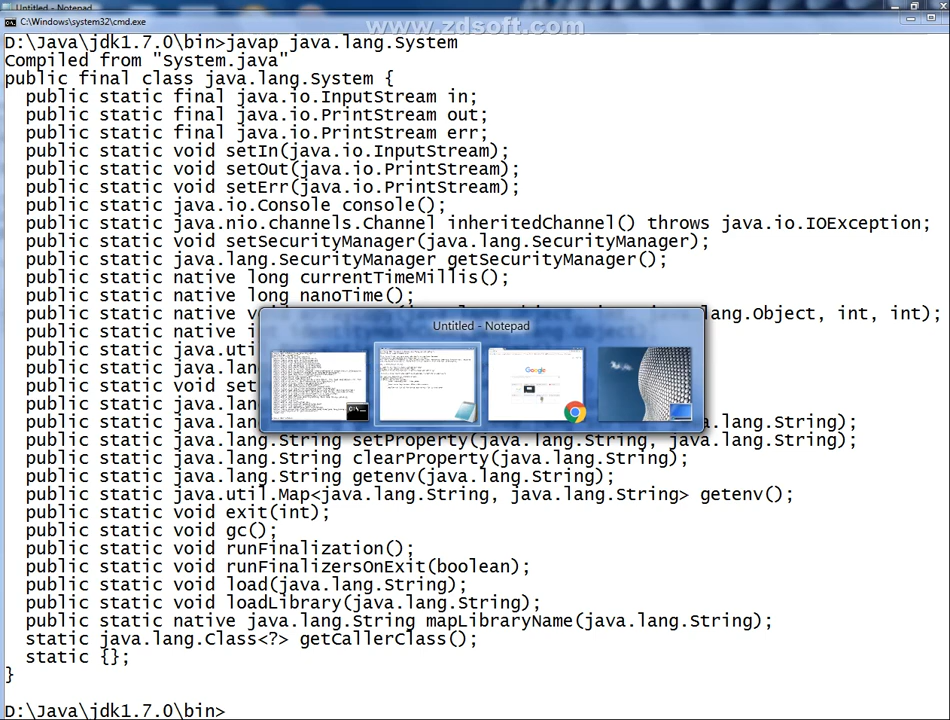 Untitled - Notepad
www.zdsoft.com
C:\Windows\system32\cmd.exe
D:\Java\jdk1.7.0\bin>javap java.lang.System
Compiled from "System.java"
public final class java.lang.System {
public static final java.io.InputStream in;
public static final java.io.PrintStream out;
public static final java.io.PrintStream err;
public static void setIn(java.io.InputStream);
public static void setOut(java.io.PrintStream);
public static void setErr(java.io.PrintStream);
public static java.io.Console console();
public static java.nio.channels.Channel inheritedChannel() throws java.io.IOException;
public static void setSecurityManager(java.lang.SecurityManager);
public static java.lang.SecurityManager getSecurityManager();
public static native long currentTimeMillis();
public static native long nanoTime();
public static native lang.Object, int, int);
Untitled - Notepad
public static native
public static java.uti
public static java.lan
Google
public static void set
public static java.lan
public static java.lan g.String);
public static java.lang.String setProperty(java.lang.String, java.lang.String);
public static java.lang.String clearProperty(java.lang.String);
public static java.lang.String getenv(java.lang.String);
public static java.util.Map<java.lang.String, java.lang.String> getenv();
public static void exit(int);
public static void gc();
public static void runFinalization();
public static void runFinalizersOnExit(boolean);
public static void load(java.lang.String);
public static void loadLibrary(java.lang.String);
public static native java.lang.String mapLibraryName(java.lang.String);
static java.lang.Class<?> getCallerClass();
static {};
}
D:\Java\jdk1.7.0\bin>